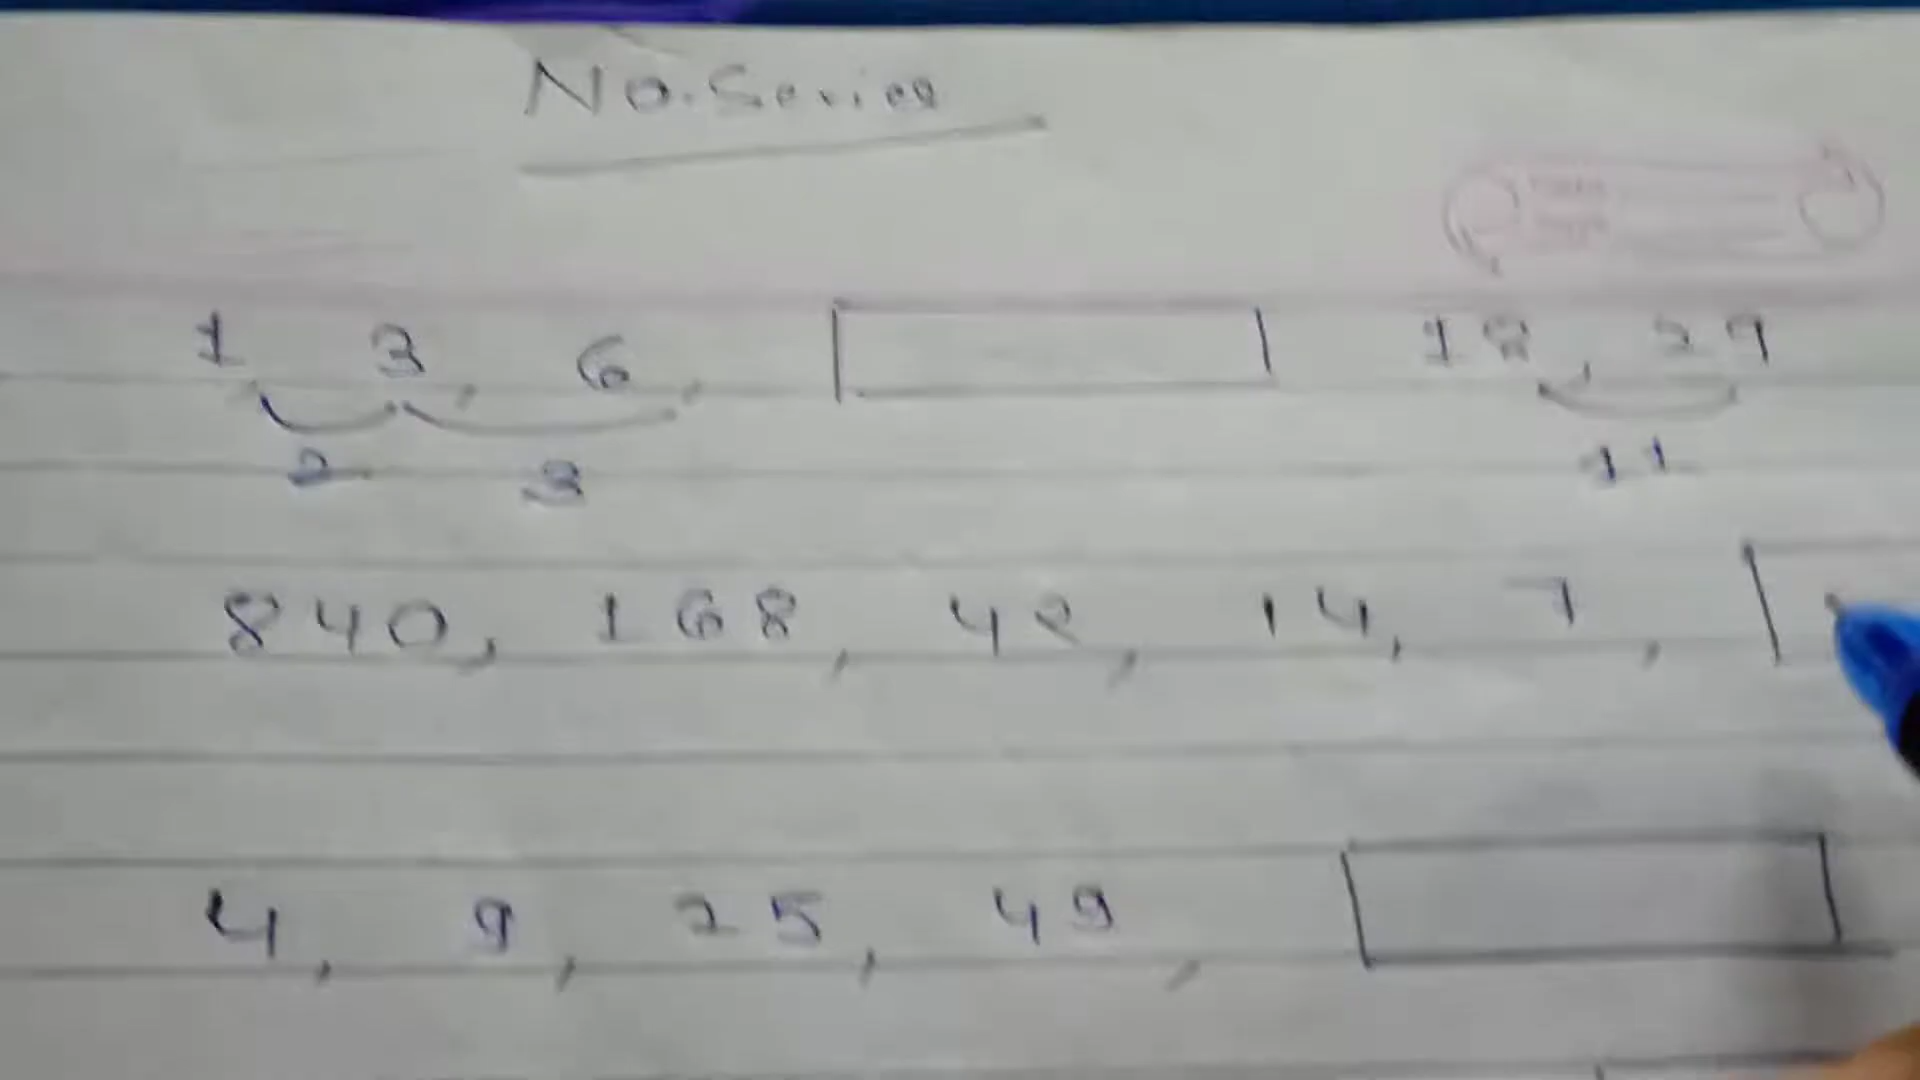 No. Series
1 3, 6, 18, 29
2 3 11
840, 168, 42, 14, 7,
4, 9, 25, 49,